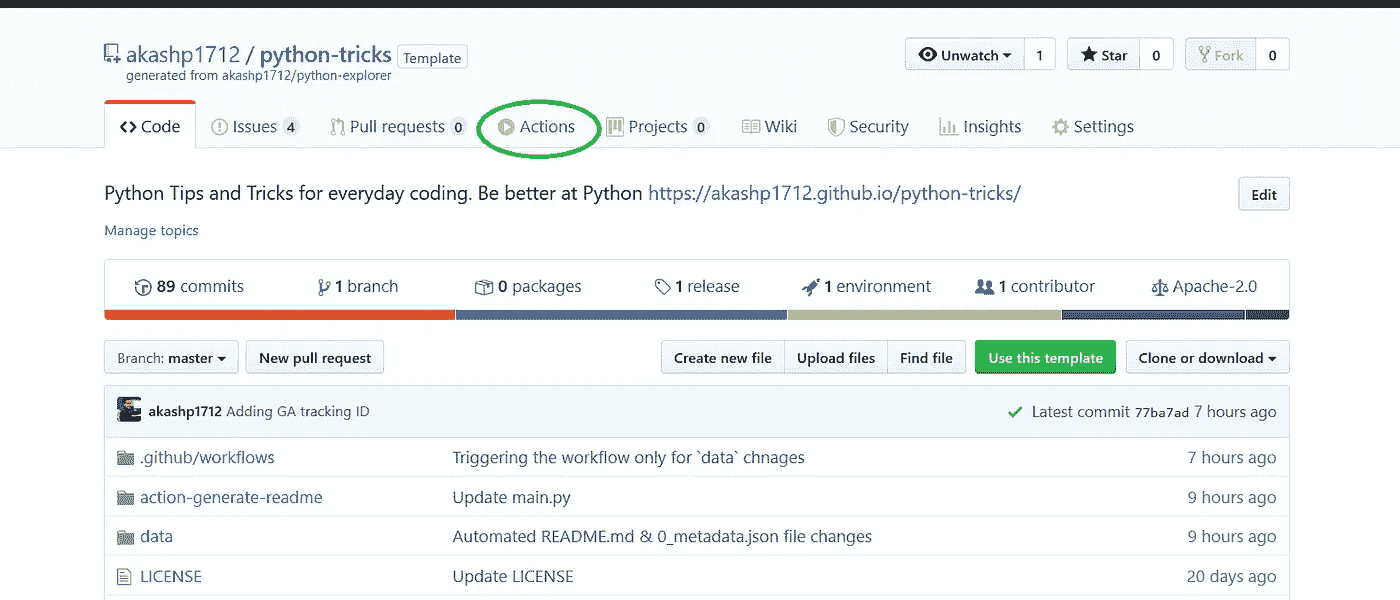 akashp1712 / python-tricks Template
generated from akashp1712/python-explorer
Unwatch 1 Star 0 Fork 0
Code Issues 4 Pull requests 0 Actions Projects 0 Wiki Security Insights Settings
Python Tips and Tricks for everyday coding. Be better at Python https://akashp1712.github.io/python-tricks/ Edit
Manage topics
89 commits 1 branch 0 packages 1 release 1 environment 1 contributor Apache-2.0
Branch: master New pull request Create new file Upload files Find file Use this template Clone or download
akashp1712 Adding GA tracking ID Latest commit 77ba7ad 7 hours ago
.github/workflows Triggering the workflow only for `data` chnages 7 hours ago
action-generate-readme Update main.py 9 hours ago
data Automated README.md & 0_metadata.json file changes 9 hours ago
LICENSE Update LICENSE 20 days ago